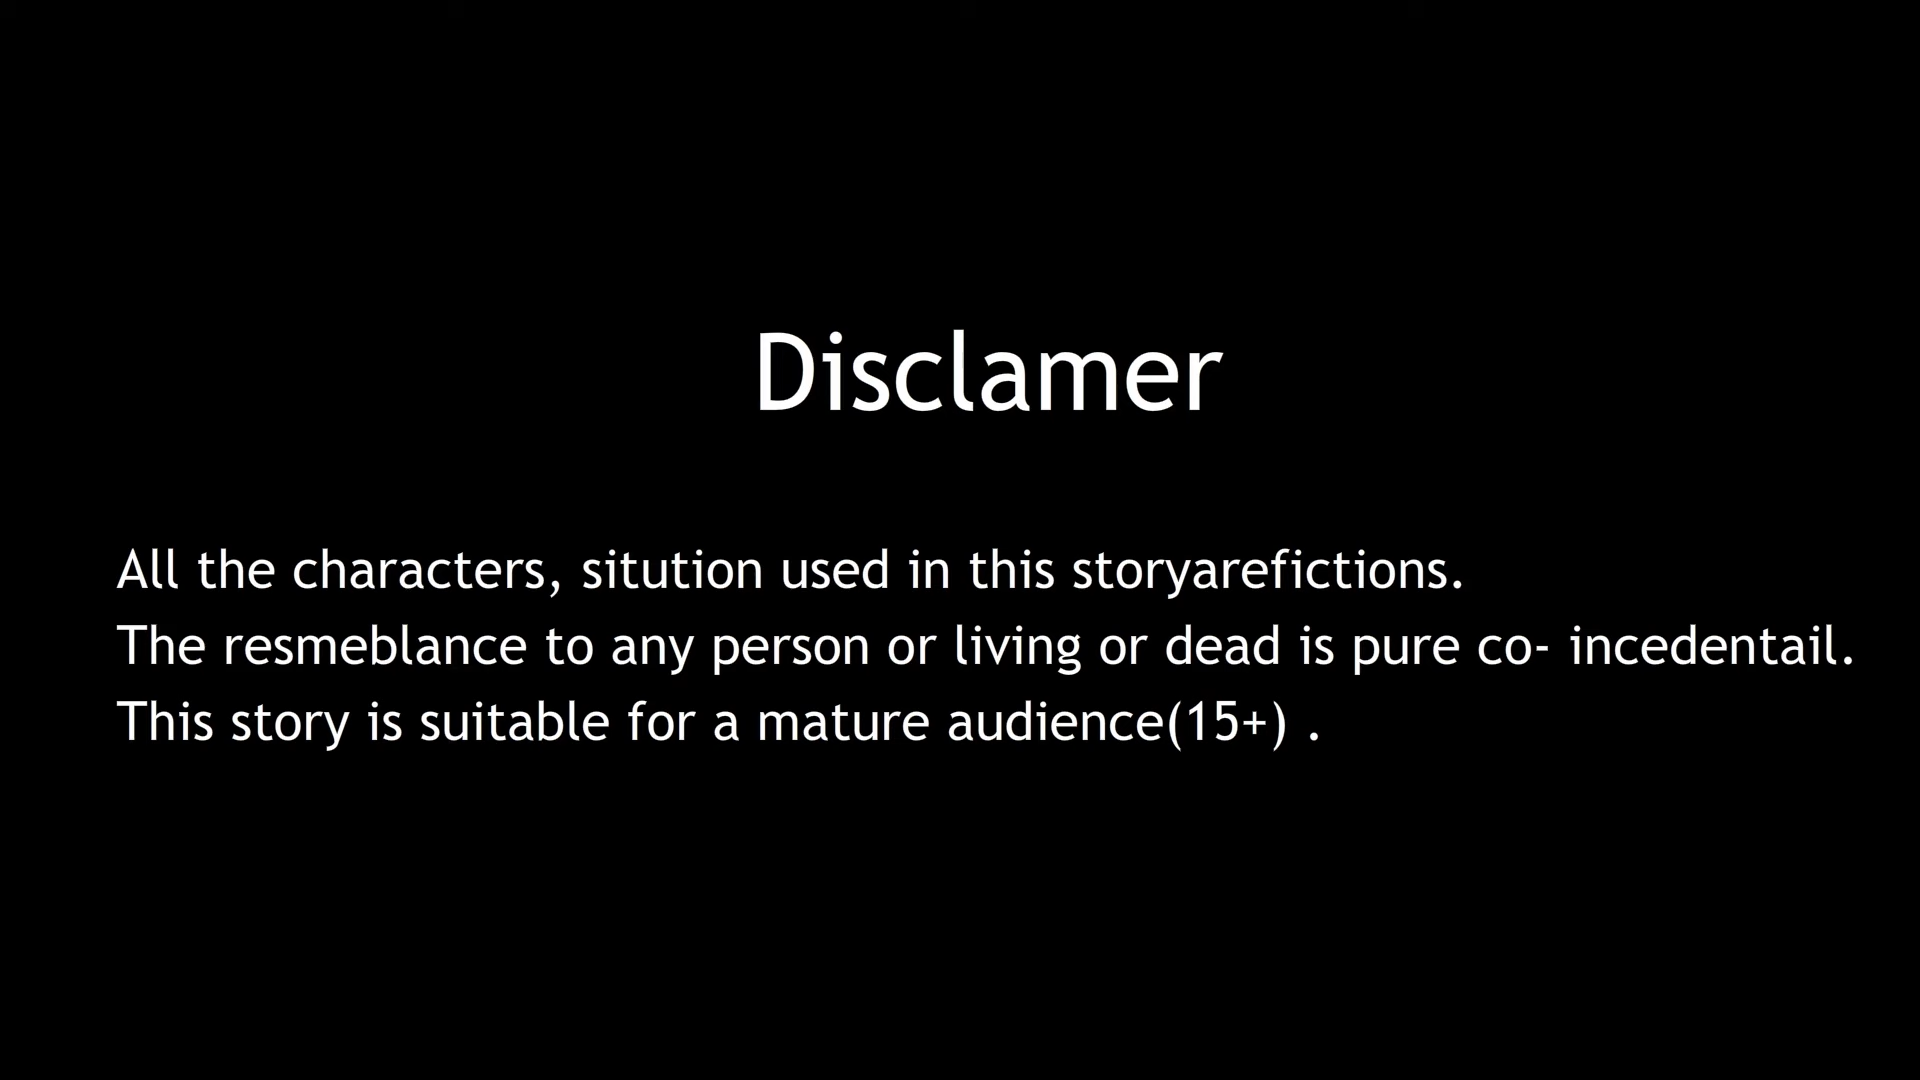 Disclamer
All the characters, sitution used in this storyarefictions.
The resmeblance to any person or living or dead is pure co- incedentail.
This story is suitable for a mature audience(15+) .